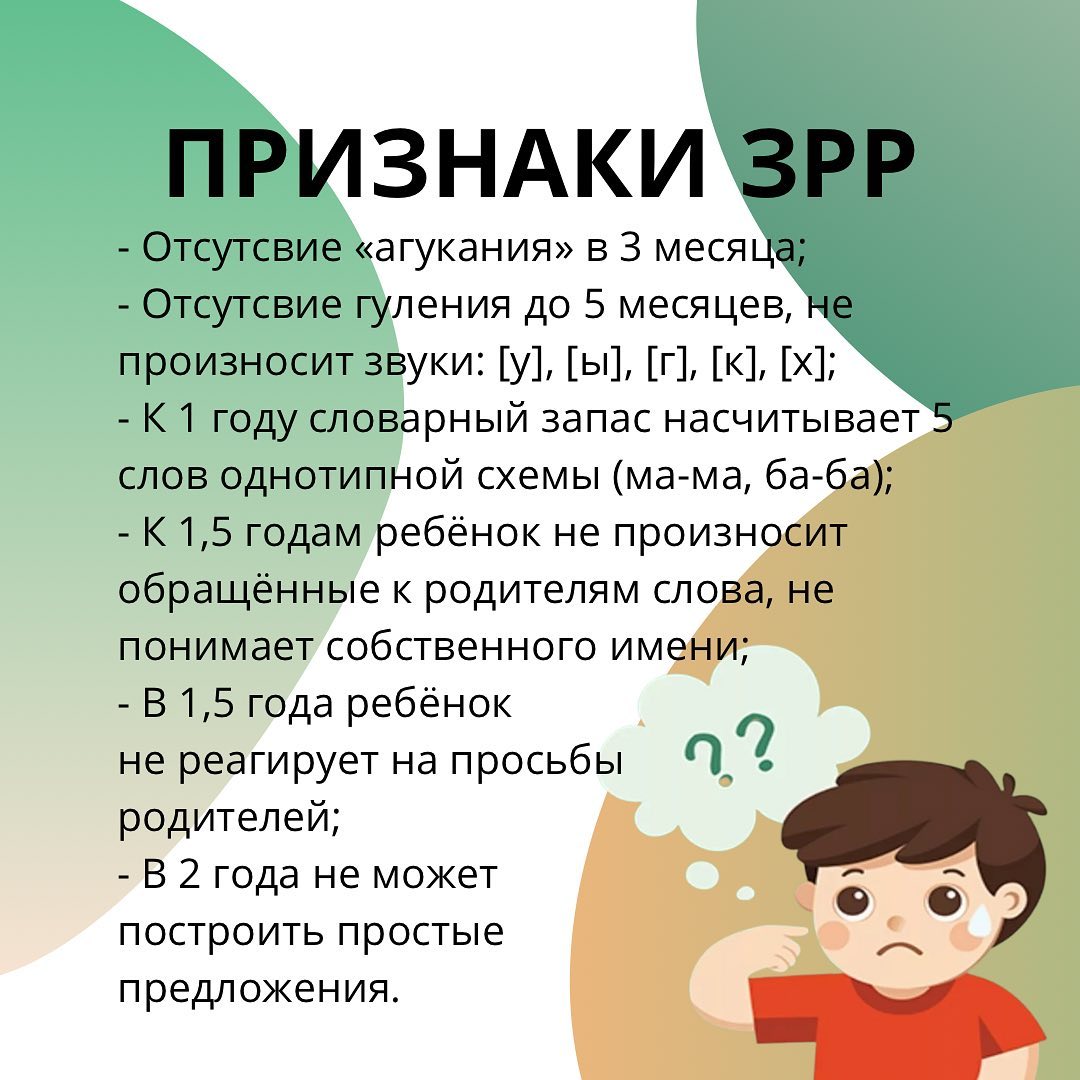 ПРИЗНАКИ ЗРР
- Отсутсвие «агукания» в 3 месяца;
- Отсутсвие гуления до 5 месяцев, не
произносит звуки: [у], [ы], [г], [к], [х];
- К 1 году словарный запас насчитывает 5
слов однотипной схемы (ма-ма, ба-ба);
- К 1,5 годам ребёнок не произносит
обращённые к родителям слова, не
понимает собственного имени;
- В 1,5 года ребёнок
не реагирует на просьбы
родителей;
- В 2 года не может
построить простые
предложения.
??